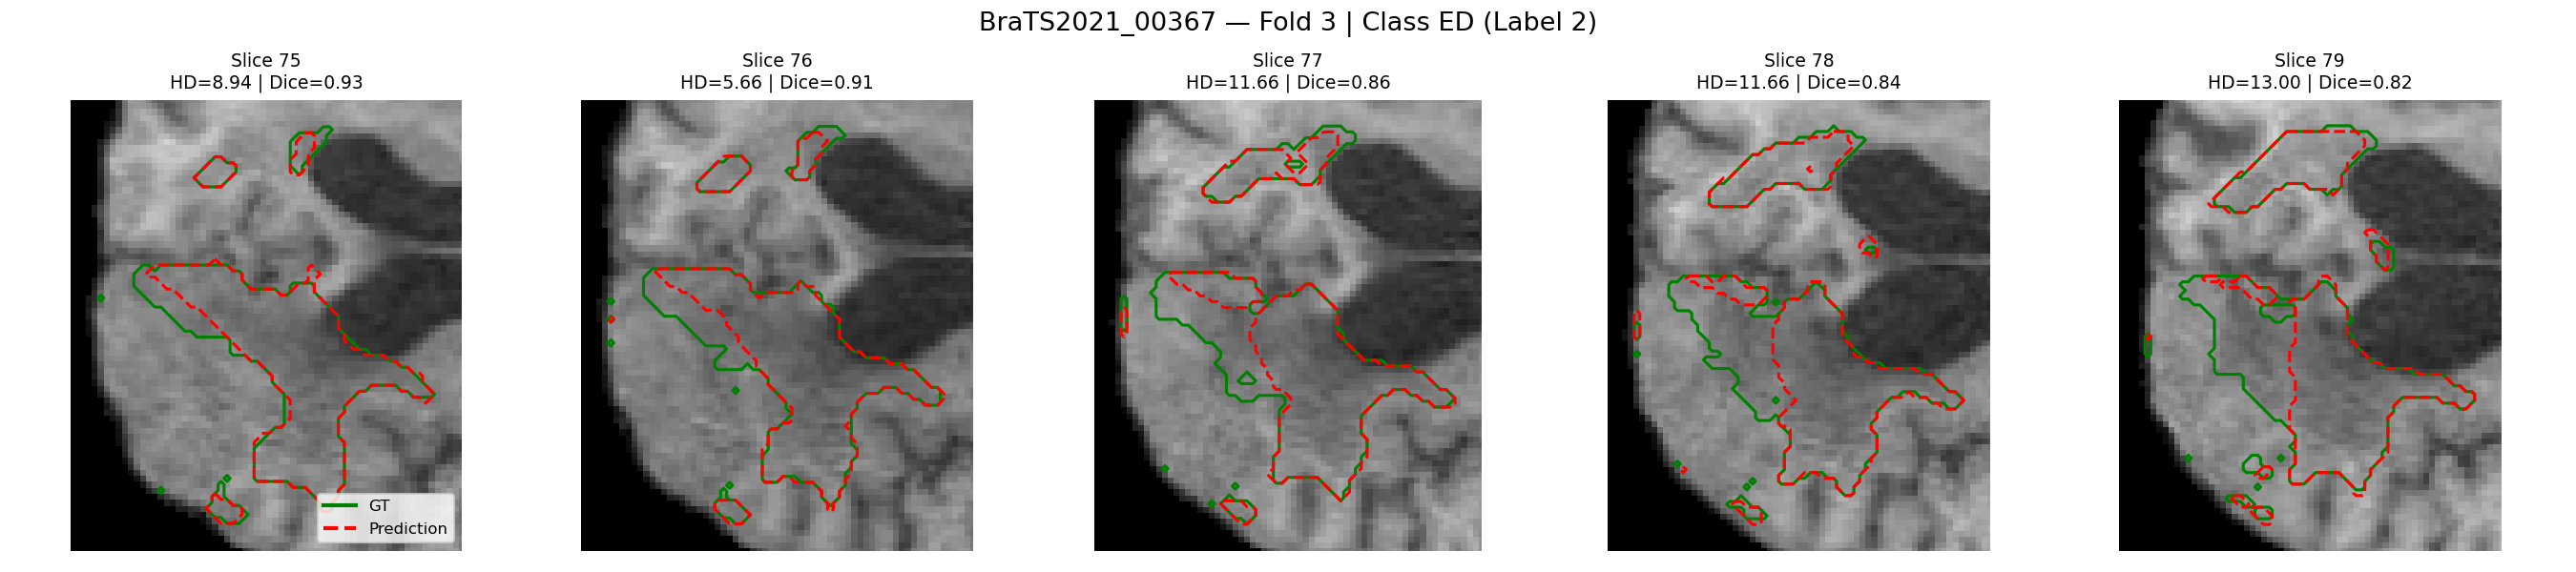 BraTS2021_00367 — Fold 3 | Class ED (Label 2)
Slice 75
HD=8.94 | Dice=0.93
Slice 76
HD=5.66 | Dice=0.91
Slice 77
HD=11.66 | Dice=0.86
Slice 78
HD=11.66 | Dice=0.84
Slice 79
HD=13.00 | Dice=0.82
GT
Prediction